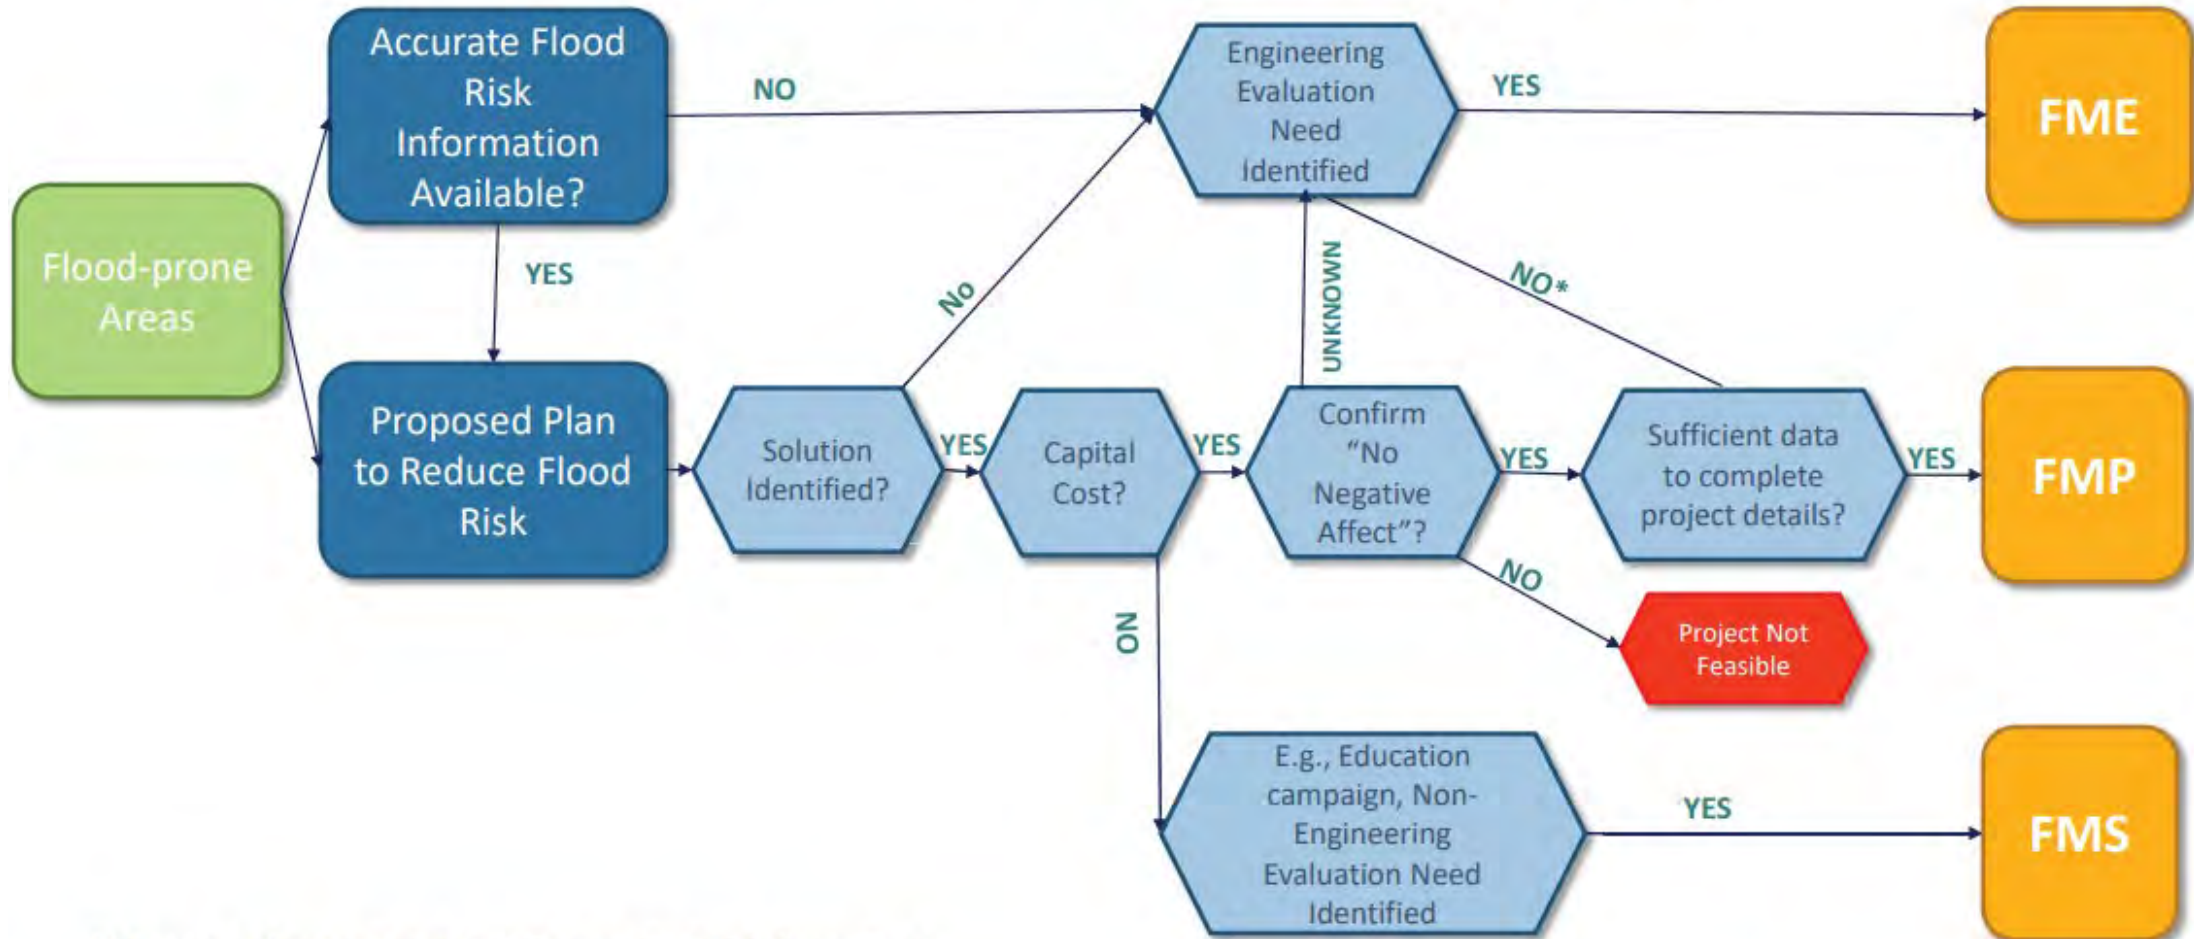 Flood-prone
Areas
Accurate Flood
Risk
Information
Available?
NO
YES
Proposed Plan
to Reduce Flood
Risk
Solution
Identified?
No
YES
Capital
Cost?
YES
NO
Confirm
“No
Negative
Affect”?
UNKNOWN
YES
NO
Project Not
Feasible
Sufficient data
to complete
project details?
NO*
YES
Engineering
Evaluation
Need
Identified
YES
FME
FMP
E.g., Education
campaign, Non-
Engineering
Evaluation Need
Identified
YES
FMS